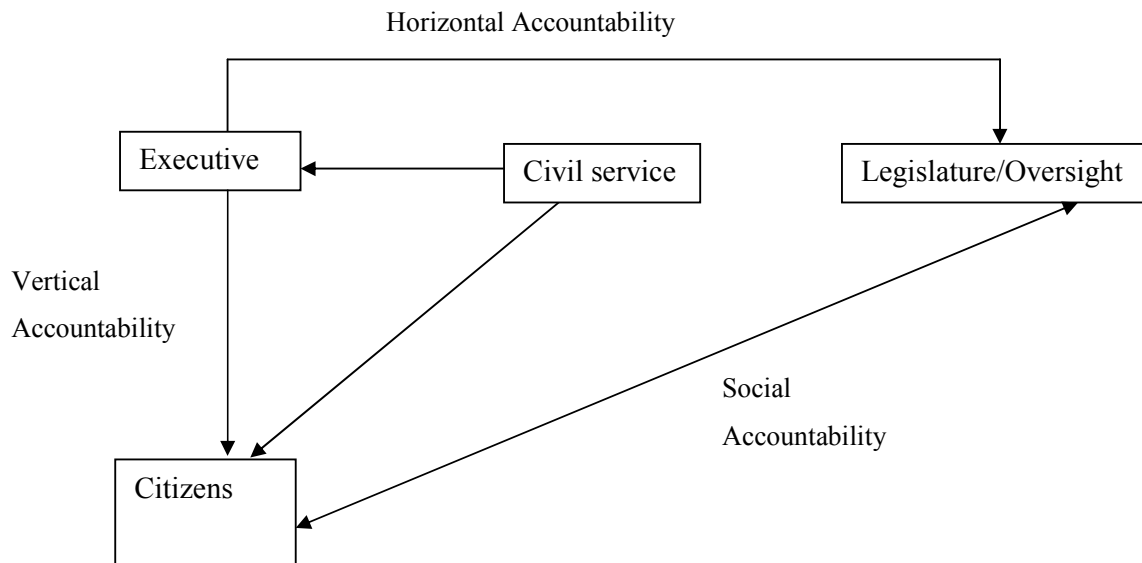 Horizontal Accountability
Executive
Civil service
Legislature/Oversight
Vertical
Accountability
Social
Accountability
Citizens